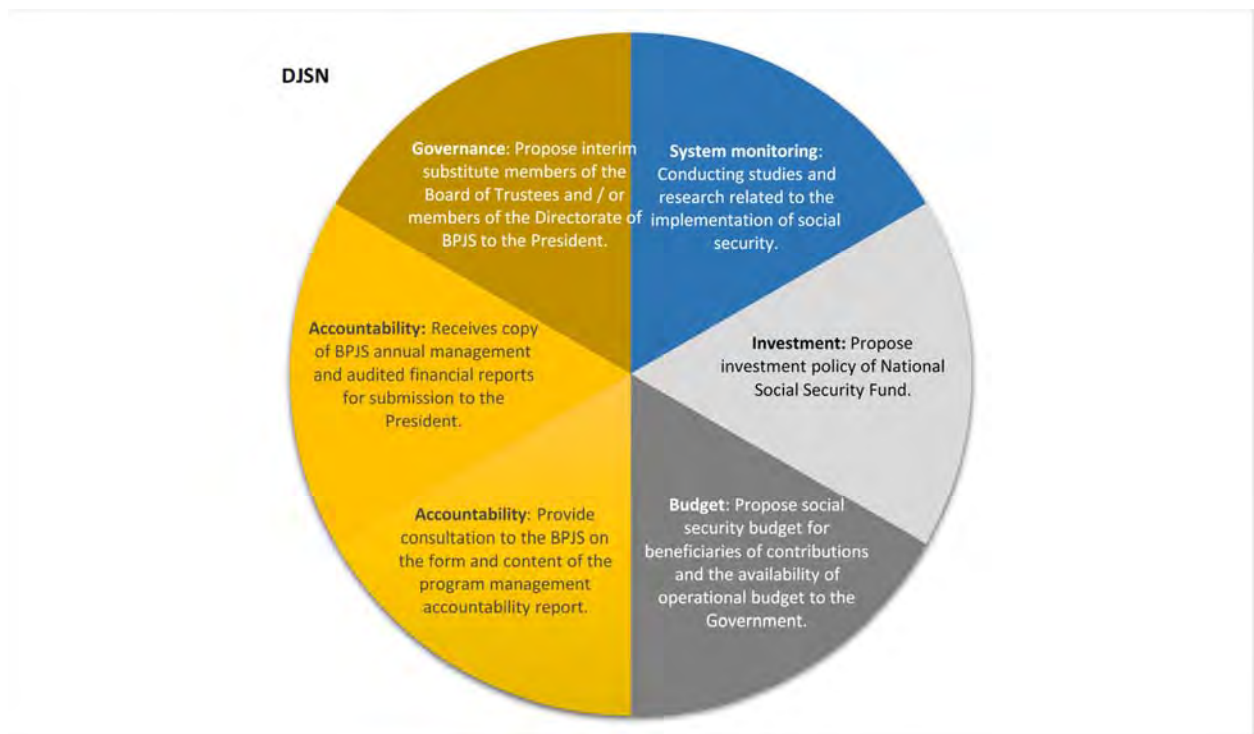 DJSN
Governance: Propose interim
substitute members of the
Board of Trustees and / or
members of the Directorate of
BPJS to the President.
System monitoring:
Conducting studies and
research related to the
implementation of social
security.
Accountability: Receives copy
of BPJS annual management
and audited financial reports
for submission to the
President.
Investment: Propose
investment policy of National
Social Security Fund.
Accountability: Provide
consultation to the BPJS on
the form and content of the
program management
accountability report.
Budget: Propose social
security budget for
beneficiaries of contributions
and the availability of
operational budget to the
Government.